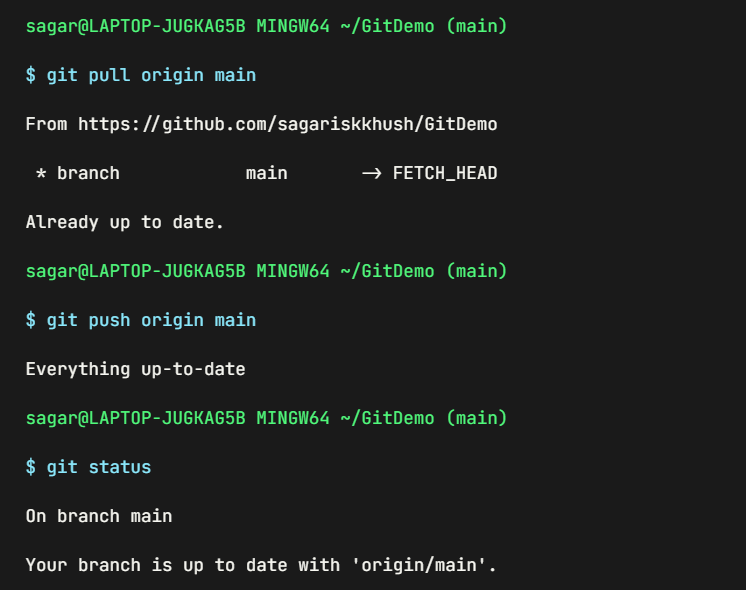 sagar@LAPTOP-JUGKAG5B MINGW64 ~/GitDemo (main)
$ git pull origin main
From https://github.com/sagariskkhush/GitDemo
 * branch            main       -> FETCH_HEAD
Already up to date.
sagar@LAPTOP-JUGKAG5B MINGW64 ~/GitDemo (main)
$ git push origin main
Everything up-to-date
sagar@LAPTOP-JUGKAG5B MINGW64 ~/GitDemo (main)
$ git status
On branch main
Your branch is up to date with 'origin/main'.